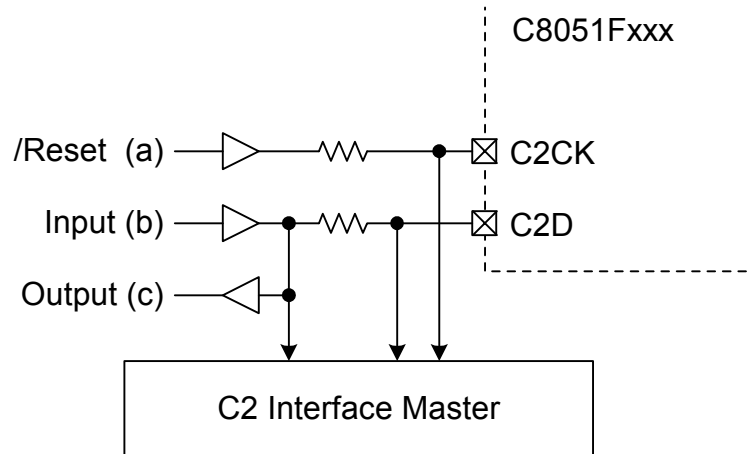 C8051Fxxx
/Reset (a)
C2CK
Input (b)
C2D
Output (c)
C2 Interface Master